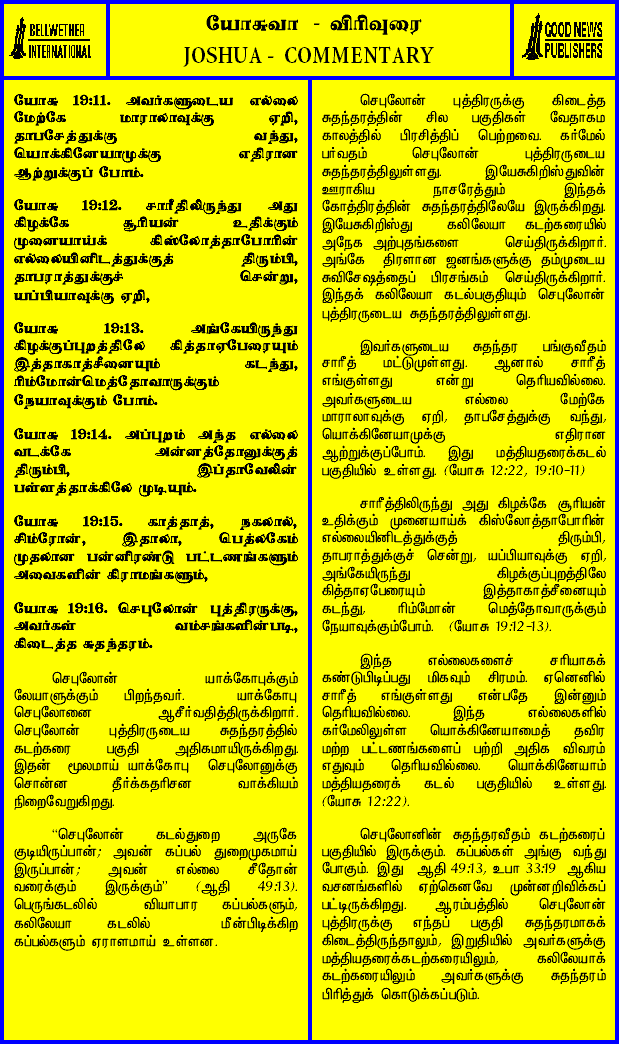 BELLWETHER
INTERNATIONAL
யோசுவா - விரிவுரை
JOSHUA - COMMENTARY
GOOD NEWS
PUBLISHERS
யோசு 19:11. அவர்களுடைய எல்லை
மேற்கே மாராலாவுக்கு ஏறி,
தாபசேத்துக்கு வந்து,
யொக்கினேயாமுக்கு எதிரான
ஆற்றுக்குப் போம்.
யோசு 19:12. சாரீதிலிருந்து அது
கிழக்கே சூரியன் உதிக்கும்
முனையாய்க் கிஸ்லோத்தாபோரின்
எல்லையினிடத்துக்குத் திரும்பி,
தாபராத்துக்குச் சென்று,
யப்பியாவுக்கு ஏறி,
யோசு 19:13. அங்கேயிருந்து
கிழக்குப்புறத்திலே கித்தாஏபேரையும்
இத்தாகாத்சீனையும் கடந்து,
ரிம்மோன்மெத்தோவாருக்கும்
நேயாவுக்கும் போம்.
யோசு 19:14. அப்புறம் அந்த எல்லை
வடக்கே அன்னத்தோனுக்குத்
திரும்பி, இப்தாவேலின்
பள்ளத்தாக்கிலே முடியும்.
யோசு 19:15. காத்தாத், நகலால்,
சிம்ரோன், இதாலா, பெத்லகேம்
முதலான பன்னிரண்டு பட்டணங்களும்
அவைகளின் கிராமங்களும்,
யோசு 19:16. செபுலோன் புத்திரருக்கு,
அவர்கள் வம்சங்களின்படி,
கிடைத்த சுதந்தரம்.
செபுலோன் யாக்கோபுக்கும்
லேயாளுக்கும் பிறந்தவர். யாக்கோபு
செபுலோனை ஆசீர்வதித்திருக்கிறார்.
செபுலோன் புத்திரருடைய சுதந்தரத்தில்
கடற்கரை பகுதி அதிகமாயிருக்கிறது.
இதன் மூலமாய் யாக்கோபு செபுலோனுக்கு
சொன்ன தீர்க்கதரிசன வாக்கியம்
நிறைவேறுகிறது.
"செபுலோன் கடல்துறை அருகே
குடியிருப்பான்; அவன் கப்பல் துறைமுகமாய்
இருப்பான்; அவன் எல்லை சீதோன்
வரைக்கும் இருக்கும்" (ஆதி 49:13).
பெருங்கடலில் வியாபார கப்பல்களும்,
கலிலேயா கடலில் மீன்பிடிக்கிற
கப்பல்களும் ஏராளமாய் உள்ளன.
செபுலோன் புத்திரருக்கு கிடைத்த
சுதந்தரத்தின் சில பகுதிகள் வேதாகம
காலத்தில் பிரசித்திப் பெற்றவை. கர்மேல்
பர்வதம் செபுலோன் புத்திரருடைய
சுதந்தரத்திலுள்ளது. இயேசுகிறிஸ்துவின்
ஊராகிய நாசரேத்தும் இந்தக்
கோத்திரத்தின் சுதந்தரத்திலேயே இருக்கிறது.
இயேசுகிறிஸ்து கலிலேயா கடற்கரையில்
அநேக அற்புதங்களை செய்திருக்கிறார்.
அங்கே திரளான ஜனங்களுக்கு தம்முடைய
சுவிசேஷத்தைப் பிரசங்கம் செய்திருக்கிறார்.
இந்தக் கலிலேயா கடல்பகுதியும் செபுலோன்
புத்திரருடைய சுதந்தரத்திலுள்ளது.
இவர்களுடைய சுதந்தர பங்குவீதம்
சாரீத் மட்டுமுள்ளது. ஆனால் சாரீத்
எங்குள்ளது என்று தெரியவில்லை.
அவர்களுடைய எல்லை மேற்கே
மாராலாவுக்கு ஏறி, தாபசேத்துக்கு வந்து,
யொக்கினேயாமுக்கு எதிரான
ஆற்றுக்குப்போம். இது மத்தியதரைக்கடல்
பகுதியில் உள்ளது. (யோசு 12:22, 19:10-11)
சாரீத்திலிருந்து அது கிழக்கே சூரியன்
உதிக்கும் முனையாய்க் கிஸ்லோத்தாபோரின்
எல்லையினிடத்துக்குத் திரும்பி,
தாபராத்துக்குச் சென்று, யப்பியாவுக்கு ஏறி,
அங்கேயிருந்து கிழக்குப்புறத்திலே
கித்தாஏபேரையும் இத்தாகாத்சீனையும்
கடந்து, ரிம்மோன் மெத்தோவாருக்கும்
நேயாவுக்கும்போம். (யோசு 19:12-13).
இந்த எல்லைகளைச் சரியாகக்
கண்டுபிடிப்பது மிகவும் சிரமம். ஏனெனில்
சாரீத் எங்குள்ளது என்பதே இன்னும்
தெரியவில்லை. இந்த எல்லைகளில்
கர்மேலிலுள்ள யொக்கினேயாமைத் தவிர
மற்ற பட்டணங்களைப் பற்றி அதிக விவரம்
எதுவும் தெரியவில்லை. யொக்கினேயாம்
மத்தியதரைக் கடல் பகுதியில் உள்ளது.
(யோசு 12:22).
செபுலோனின் சுதந்தரவீதம் கடற்கரைப்
பகுதியில் இருக்கும். கப்பல்கள் அங்கு வந்து
போகும். இது ஆதி 49:13, உபா 33:19 ஆகிய
வசனங்களில் ஏற்கெனவே முன்னறிவிக்கப்
பட்டிருக்கிறது. ஆரம்பத்தில் செபுலோன்
புத்திரருக்கு எந்தப் பகுதி சுதந்தரமாகக்
கிடைத்திருந்தாலும், இறுதியில் அவர்களுக்கு
மத்தியதரைக்கடற்கரையிலும், கலிலேயாக்
கடற்கரையிலும் அவர்களுக்கு சுதந்தரம்
பிரித்துக் கொடுக்கப்படும்.